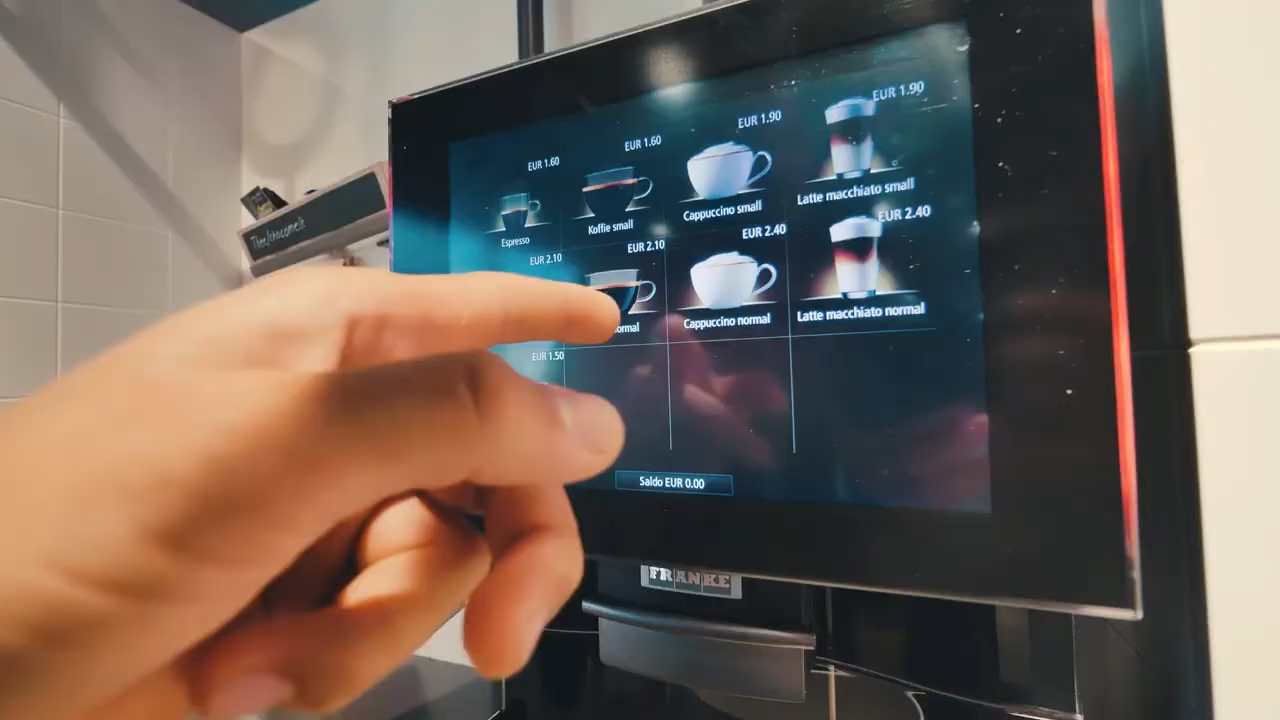 EUR 1.60
EUR 1.60
EUR 1.90
EUR 1.90
Espresso
Koffie small
Cappuccino small
Latte macchiato small
EUR 2.10
EUR 2.10
EUR 2.40
EUR 2.40
ormal
Cappuccino normal
Latte macchiato normal
EUR 1.50
Saldo EUR 0.00
Thee/chocomelk
FRANKE